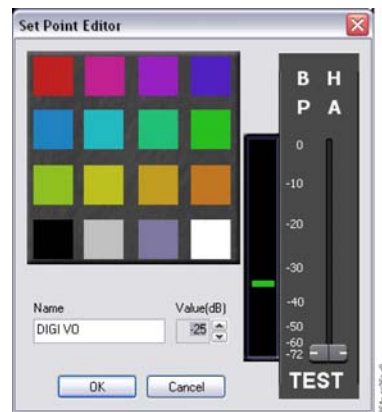 Set Point Editor
B H
P A
0
-10
-20
-30
-40
-50
-60
-72
TEST
Name
Value(dB)
DIGI VO
-25
OK
Cancel